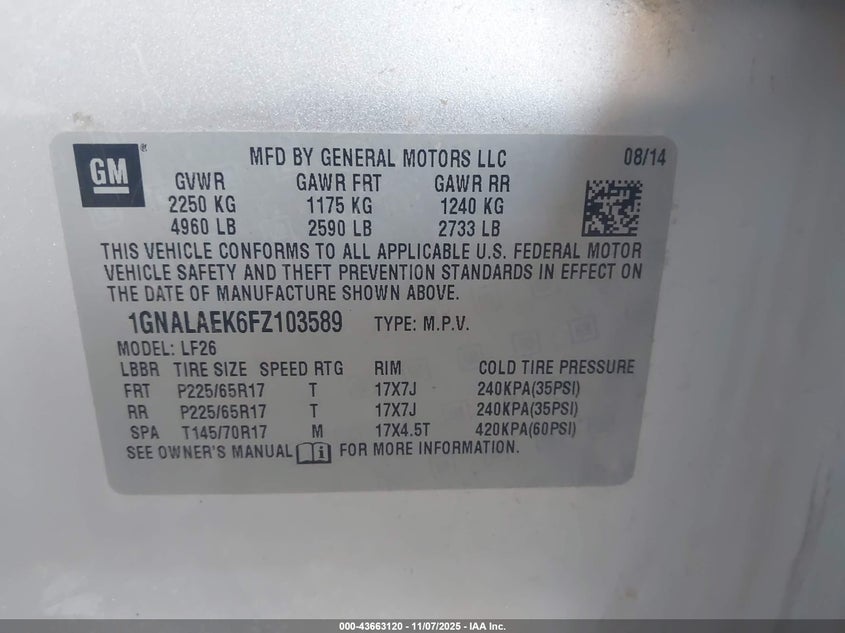 GM ® MFD BY GENERAL MOTORS LLC 08/14
GVWR GAWR FRT GAWR RR
2250 KG 1175 KG 1240 KG
4960 LB 2590 LB 2733 LB
THIS VEHICLE CONFORMS TO ALL APPLICABLE U.S. FEDERAL MOTOR
VEHICLE SAFETY AND THEFT PREVENTION STANDARDS IN EFFECT ON
THE DATE OF MANUFACTURE SHOWN ABOVE.
1GNALAEK6FZ103589 TYPE: M.P.V.
MODEL: LF26
LBBR TIRE SIZE SPEED RTG RIM COLD TIRE PRESSURE
FRT P225/65R17 T 17X7J 240KPA(35PSI)
RR P225/65R17 T 17X7J 240KPA(35PSI)
SPA T145/70R17 M 17X4.5T 420KPA(60PSI)
SEE OWNER'S MANUAL FOR MORE INFORMATION.
000-43663120 - 11/07/2025 - IAA Inc.